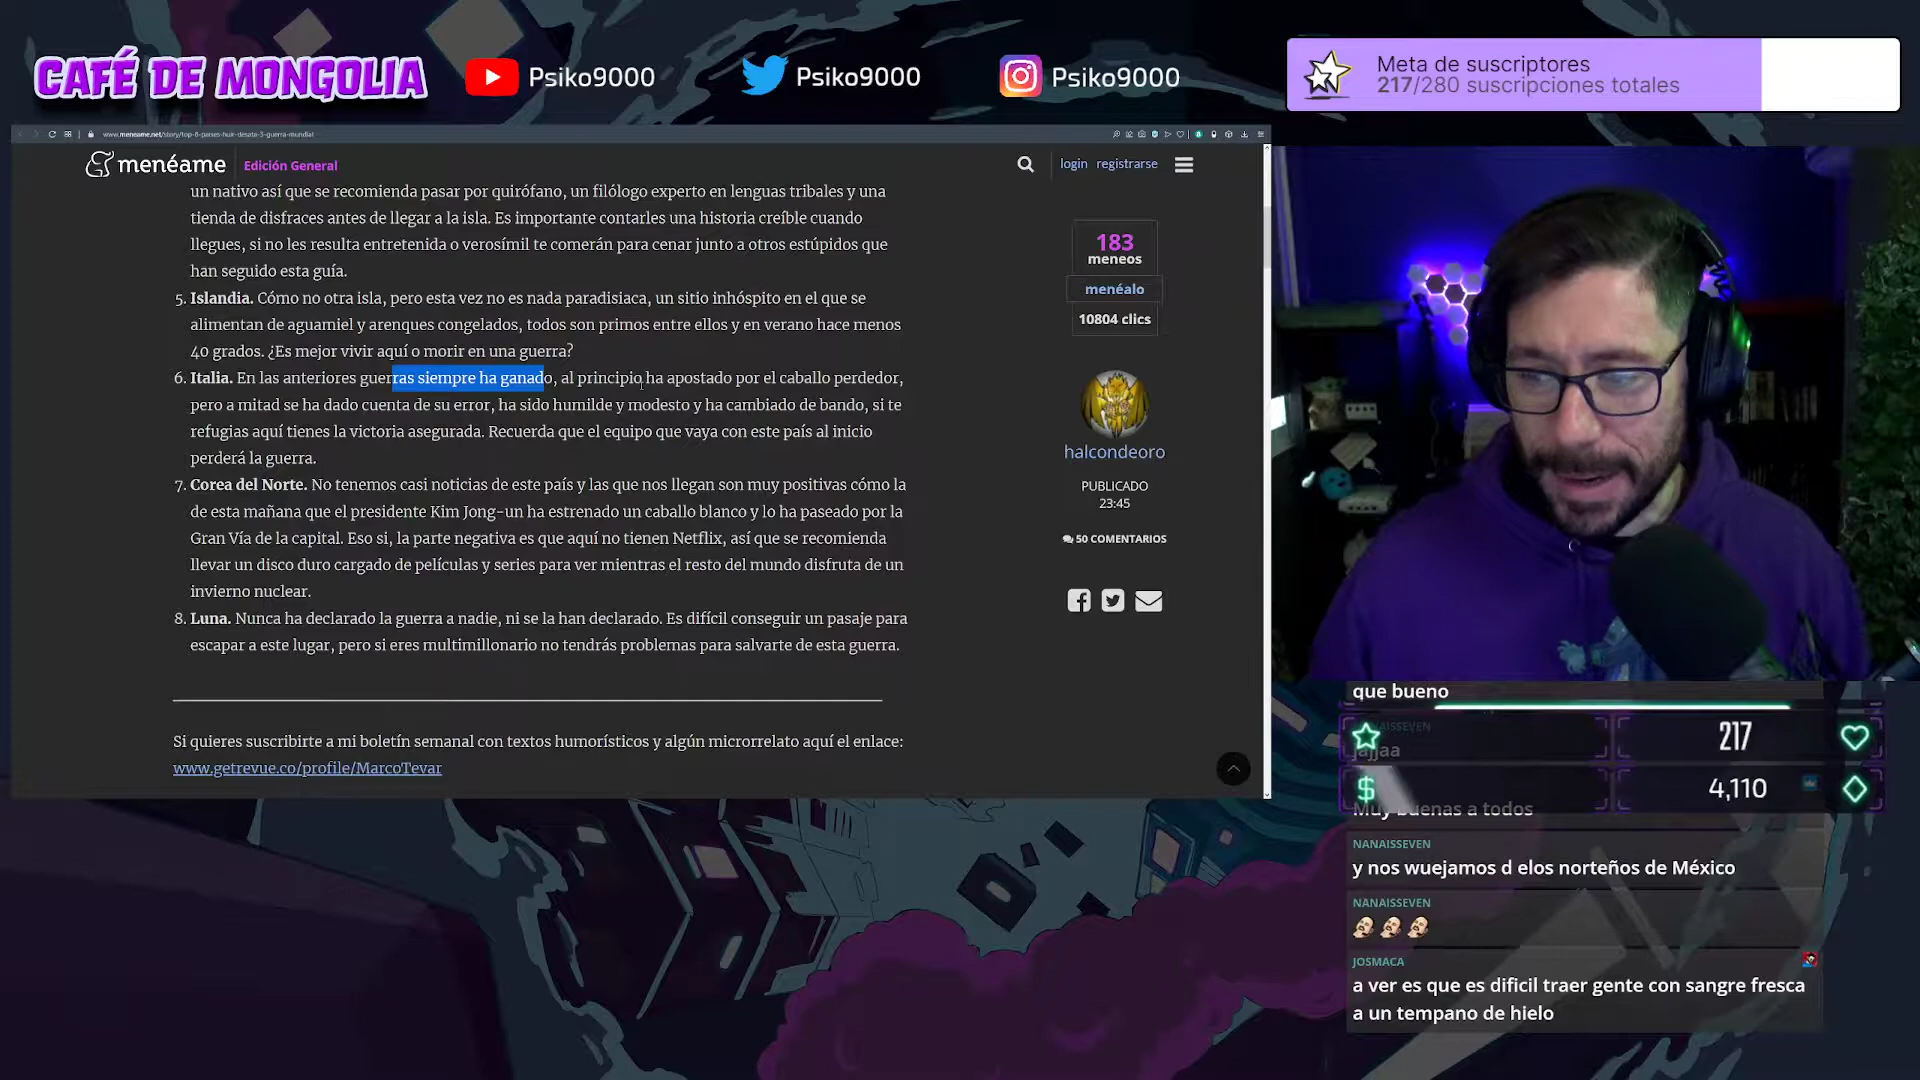 CAFÉ DE MONGOLIA
Psiko9000
Psiko9000
Psiko9000
Meta de suscriptores
217/280 suscripciones totales
www.meneame.net/story/top-8-paises-huir-desata-3-guerra-mundial
menéame
Edición General
login registrarse
un nativo así que se recomienda pasar por quirófano, un filólogo experto en lenguas tribales y una
tienda de disfraces antes de llegar a la isla. Es importante contarles una historia creíble cuando
llegues, si no les resulta entretenida o verosímil te comerán para cenar junto a otros estúpidos que
han seguido esta guía.
5. Islandia. Cómo no otra isla, pero esta vez no es nada paradisiaca, un sitio inhóspito en el que se
alimentan de aguamiel y arenques congelados, todos son primos entre ellos y en verano hace menos
40 grados. ¿Es mejor vivir aquí o morir en una guerra?
6. Italia. En las anteriores guerras siempre ha ganado, al principio ha apostado por el caballo perdedor,
pero a mitad se ha dado cuenta de su error, ha sido humilde y modesto y ha cambiado de bando, si te
refugias aquí tienes la victoria asegurada. Recuerda que el equipo que vaya con este país al inicio
perderá la guerra.
7. Corea del Norte. No tenemos casi noticias de este país y las que nos llegan son muy positivas cómo la
de esta mañana que el presidente Kim Jong-un ha estrenado un caballo blanco y lo ha paseado por la
Gran Vía de la capital. Eso si, la parte negativa es que aquí no tienen Netflix, así que se recomienda
llevar un disco duro cargado de películas y series para ver mientras el resto del mundo disfruta de un
invierno nuclear.
8. Luna. Nunca ha declarado la guerra a nadie, ni se la han declarado. Es difícil conseguir un pasaje para
escapar a este lugar, pero si eres multimillonario no tendrás problemas para salvarte de esta guerra.
Si quieres suscribirte a mi boletín semanal con textos humorísticos y algún microrrelato aquí el enlace:
www.getrevue.co/profile/MarcoTevar
183
meneos
menéalo
10804 clics
halcondeoro
PUBLICADO
23:45
50 COMENTARIOS
que bueno
jajjaa
217
$ 4,110
Muy buenas a todos
NANAISSEVEN
y nos wuejamos d elos norteños de México
NANAISSEVEN
JOSMACA
a ver es que es dificil traer gente con sangre fresca
a un tempano de hielo